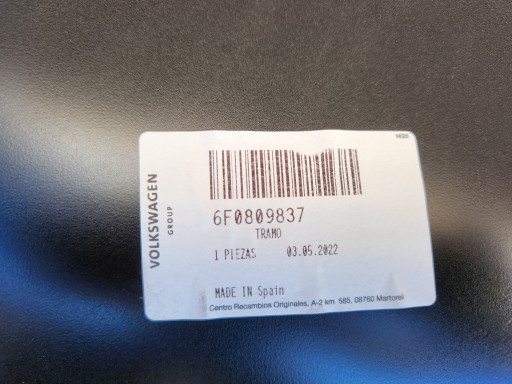 VOLKSWAGEN
GROUP
6F0809837
TRAMO
1 PIEZAS 03.05.2022
MADE IN Spain
Centro Recambios Originales, A-2 km. 585, 08760 Martorell